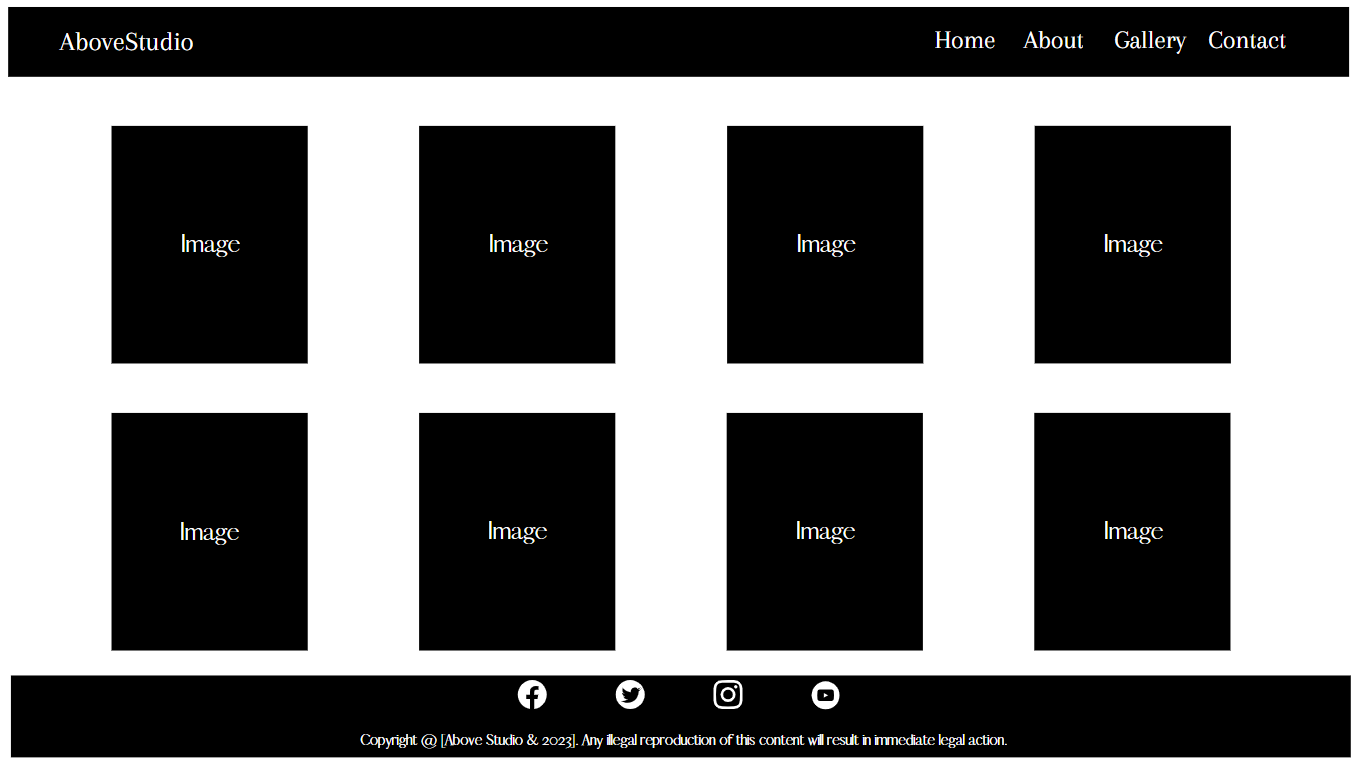 AboveStudio
Home About Gallery Contact
Image Image Image Image
Image Image Image Image
Copyright @ [Above Studio & 2023]. Any illegal reproduction of this content will result in immediate legal action.